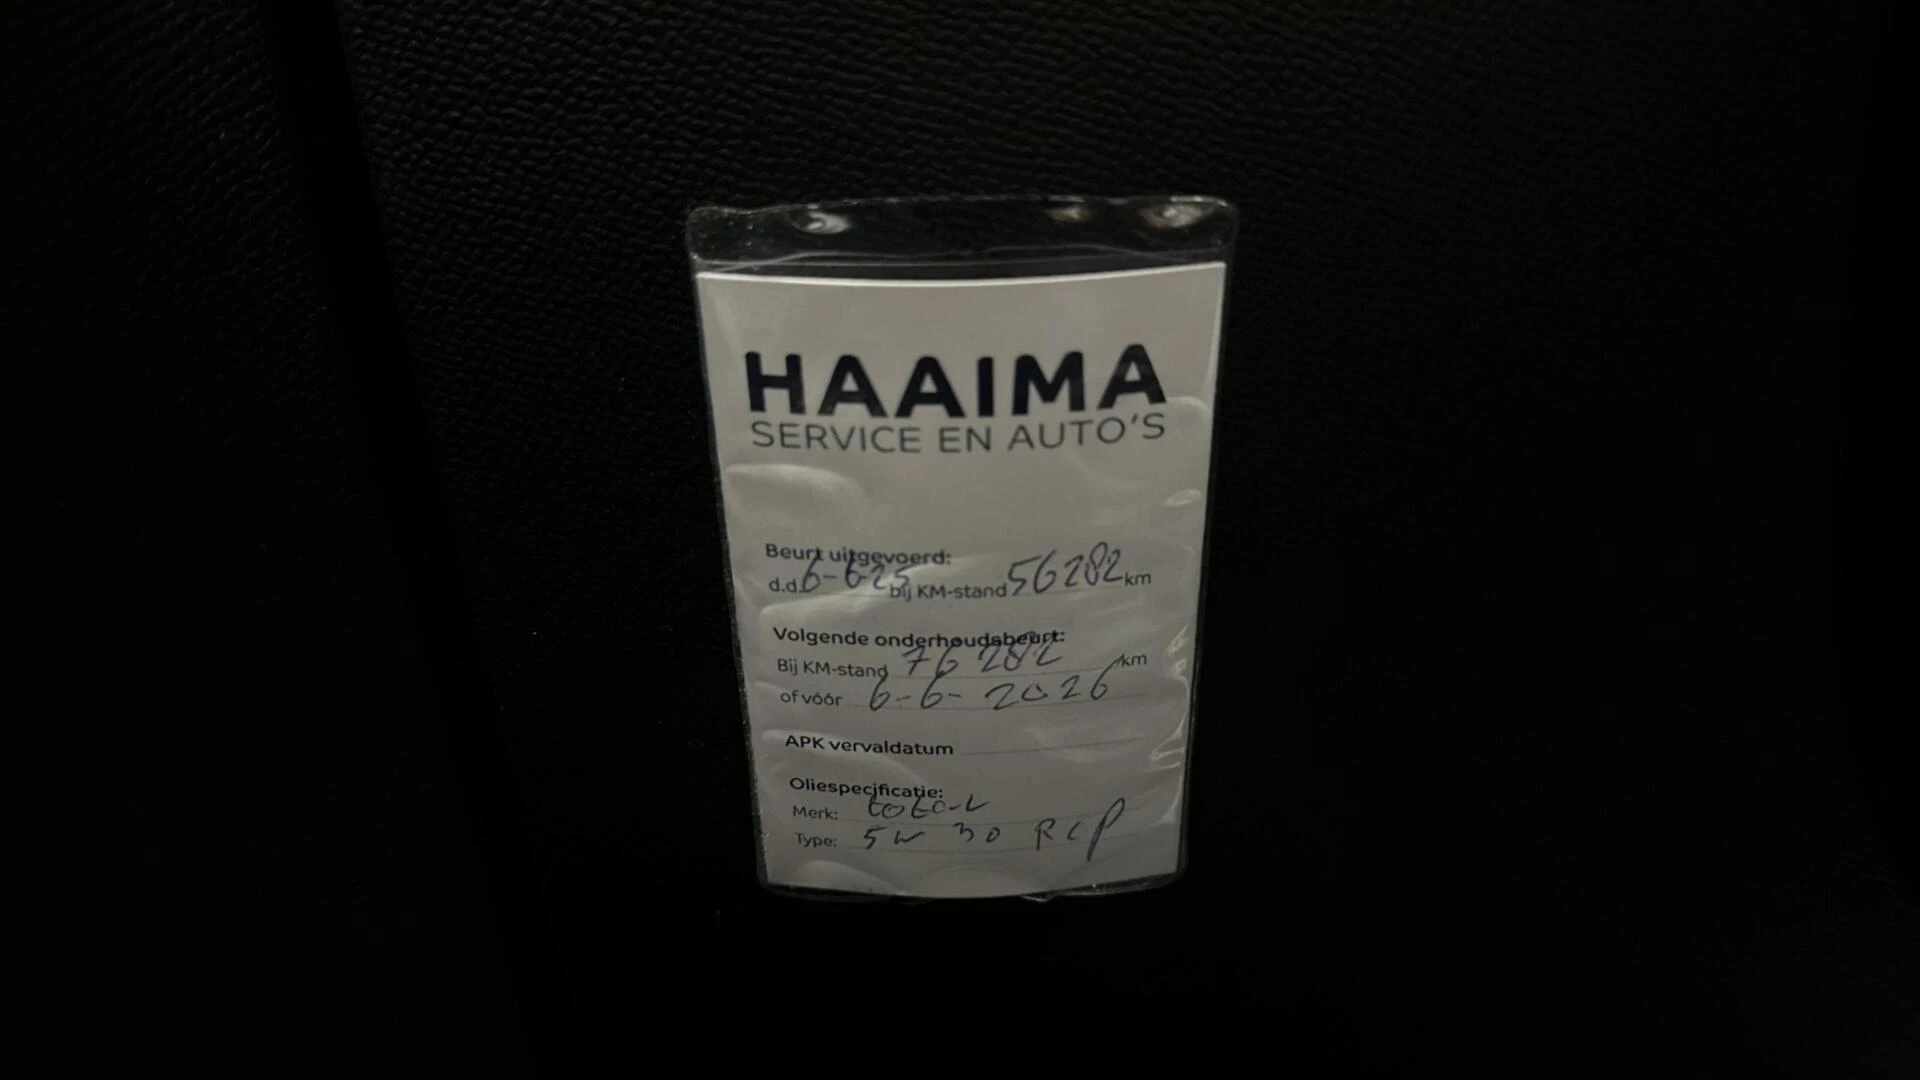 HAAIMA
SERVICE EN AUTO'S
Beurt uitgevoerd:
d.d. 6-6-25 bij KM-stand 56282 km
Volgende onderhoudsbeurt:
Bij KM-stand 76282 km
of vóór 6-6-2026
APK vervaldatum
Oliespecificatie:
Merk: total
Type: 5W 30 RCP